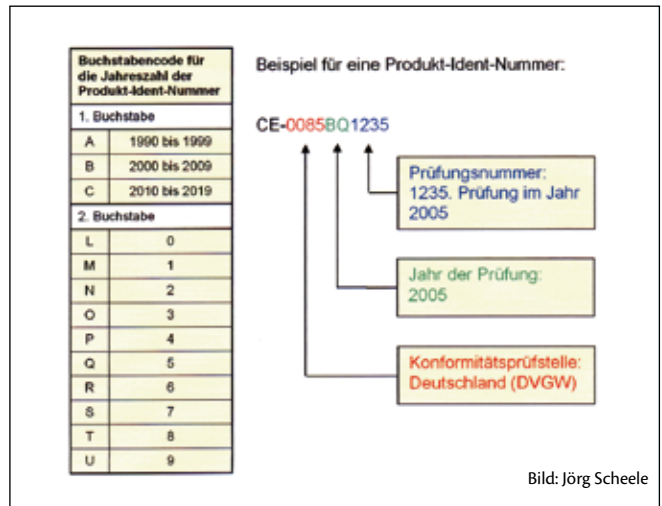 Buchstabencode für
die Jahreszahl der
Produkt-Ident-Nummer
1. Buchstabe
A 1990 bis 1999
B 2000 bis 2009
C 2010 bis 2019
2. Buchstabe
L 0
M 1
N 2
O 3
P 4
Q 5
R 6
S 7
T 8
U 9
Beispiel für eine Produkt-Ident-Nummer:
CE-0085BQ1235
Prüfungsnummer:
1235. Prüfung im Jahr
2005
Jahr der Prüfung:
2005
Konformitätsprüfstelle:
Deutschland (DVGW)
Bild: Jörg Scheele